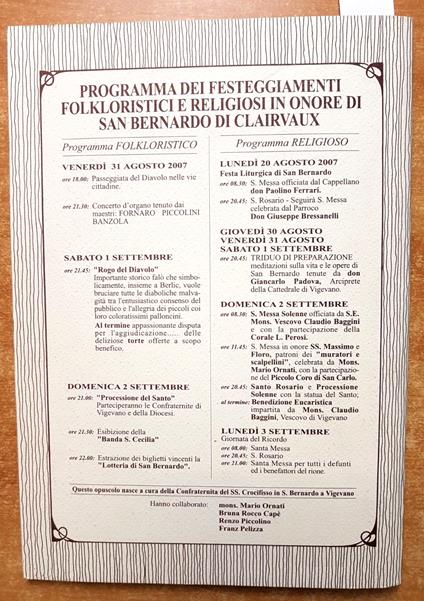 PROGRAMMA DEI FESTEGGIAMENTI
FOLKLORISTICI E RELIGIOSI IN ONORE DI
SAN BERNARDO DI CLAIRVAUX
Programma FOLKLORISTICO
VENERDÌ 31 AGOSTO 2007
ore 18.00: Passeggiata del Diavolo nelle vie
cittadine.
ore 21.30: Concerto d'organo tenuto dai
maestri: FORNARO PICCOLINI
BANZOLA
SABATO 1 SETTEMBRE
ore 21.45: "Rogo del Diavolo"
Importante storico falò che simbo-
licamente, insieme a Berlic, vuole
bruciare tutte le diaboliche malva-
gità tra l'entusiastico consenso del
pubblico e l'allegria dei piccoli coi
loro coloratissimi palloncini.
Al termine appassionante disputa
per l'aggiudicazione..... delle
deliziose torte offerte a scopo
benefico.
DOMENICA 2 SETTEMBRE
ore 21.00: "Processione del Santo"
Parteciperanno le Confraternite di
Vigevano e della Diocesi.
ore 21.30: Esibizione della
"Banda S. Cecilia"
ore 22.00: Estrazione dei biglietti vincenti la
"Lotteria di San Bernardo".
Programma RELIGIOSO
LUNEDÌ 20 AGOSTO 2007
Festa Liturgica di San Bernardo
ore 08.30: S. Messa officiata dal Cappellano
don Paolino Ferrari.
ore 20.45: S. Rosario - Seguirà S. Messa
celebrata dal Parroco
Don Giuseppe Bressanelli
GIOVEDÌ 30 AGOSTO
VENERDÌ 31 AGOSTO
SABATO 1 SETTEMBRE
ore 20.45: TRIDUO DI PREPARAZIONE
meditazioni sulla vita e le opere di
San Bernardo tenute da don
Giancarlo Padova, Arciprete
della Cattedrale di Vigevano.
DOMENICA 2 SETTEMBRE
ore 08.30: S. Messa Solenne officiata da S.E.
Mons. Vescovo Claudio Baggini
e con la partecipazione della
Corale L. Perosi.
ore 11.45: S. Messa in onore SS. Massimo e
Floro, patroni dei "muratori e
scalpellini", celebrata da Mons.
Mario Ornati, con la partecipazio-
ne del Piccolo Coro di San Carlo.
ore 20.45: Santo Rosario e Processione
Solenne con la statua del Santo;
al termine: Benedizione Eucaristica
impartita da Mons. Claudio
Baggini, Vescovo di Vigevano
LUNEDÌ 3 SETTEMBRE
Giornata del Ricordo
ore 08.00: Santa Messa
ore 20.45: S. Rosario
ore 21.00: Santa Messa per tutti i defunti
ed i benefattori del rione.
Questo opuscolo nasce a cura della Confraternita del SS. Crocifisso in S. Bernardo a Vigevano
Hanno collaborato: mons. Mario Ornati
Bruna Rocco Capè
Renzo Piccolino
Franz Pelizza